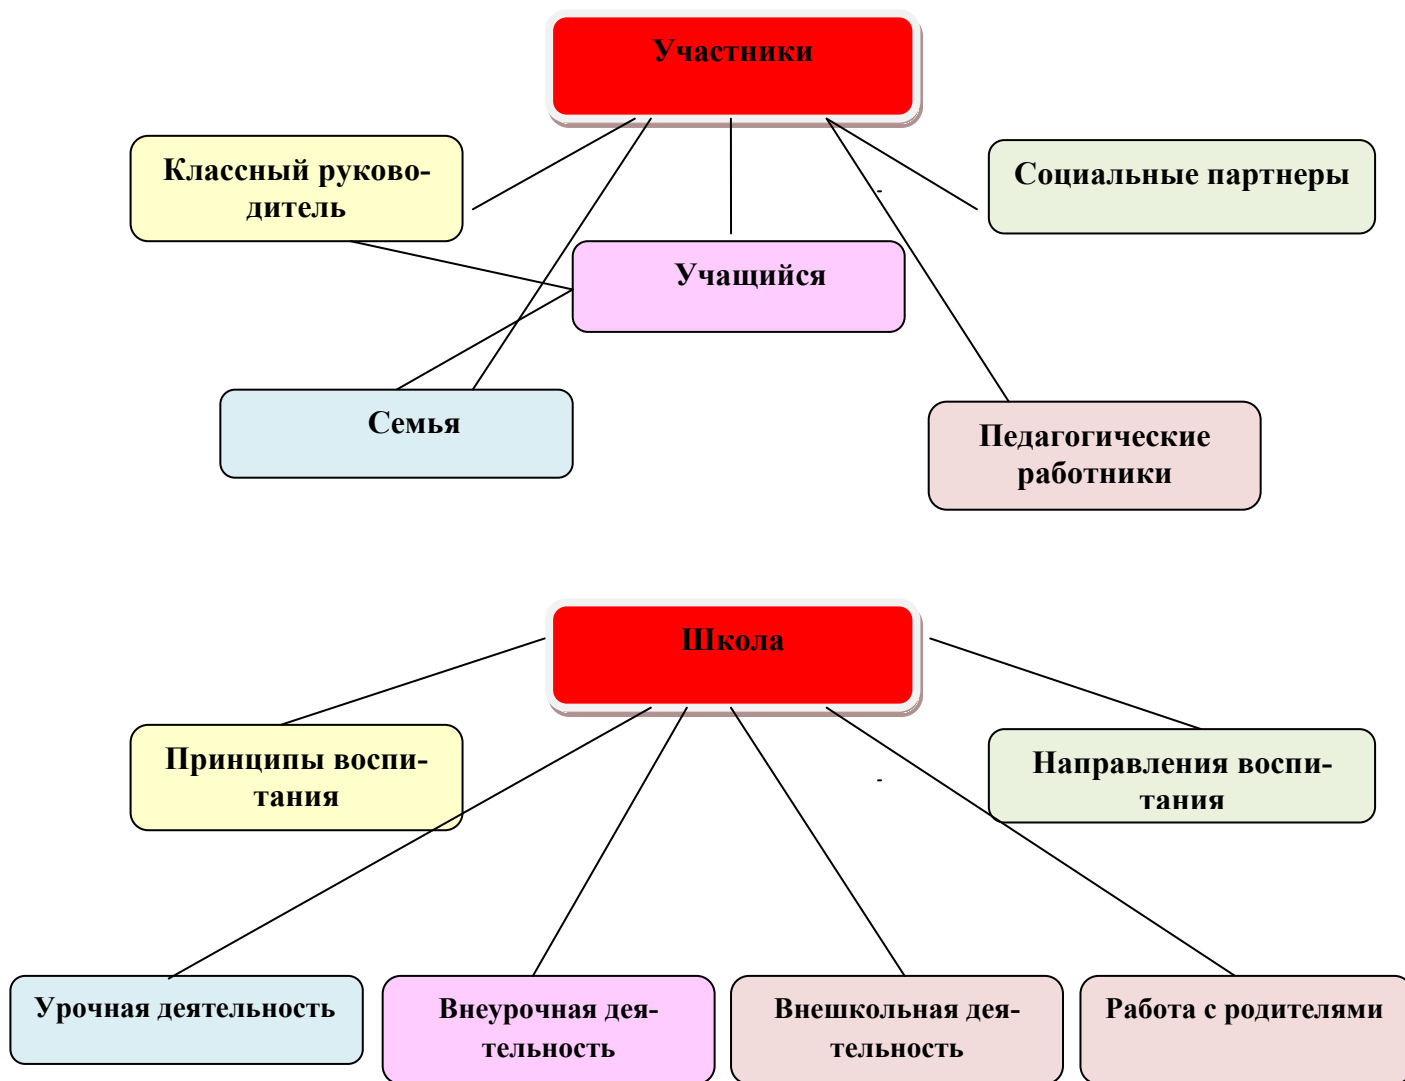 Участники
Классный руково-
дитель
Социальные партнеры
-
Учащийся
Семья
Педагогические
работники
Школа
Принципы воспи-
тания
Направления воспи-
тания
-
Урочная деятельность
Внеурочная дея-
тельность
Внешкольная дея-
тельность
Работа с родителями